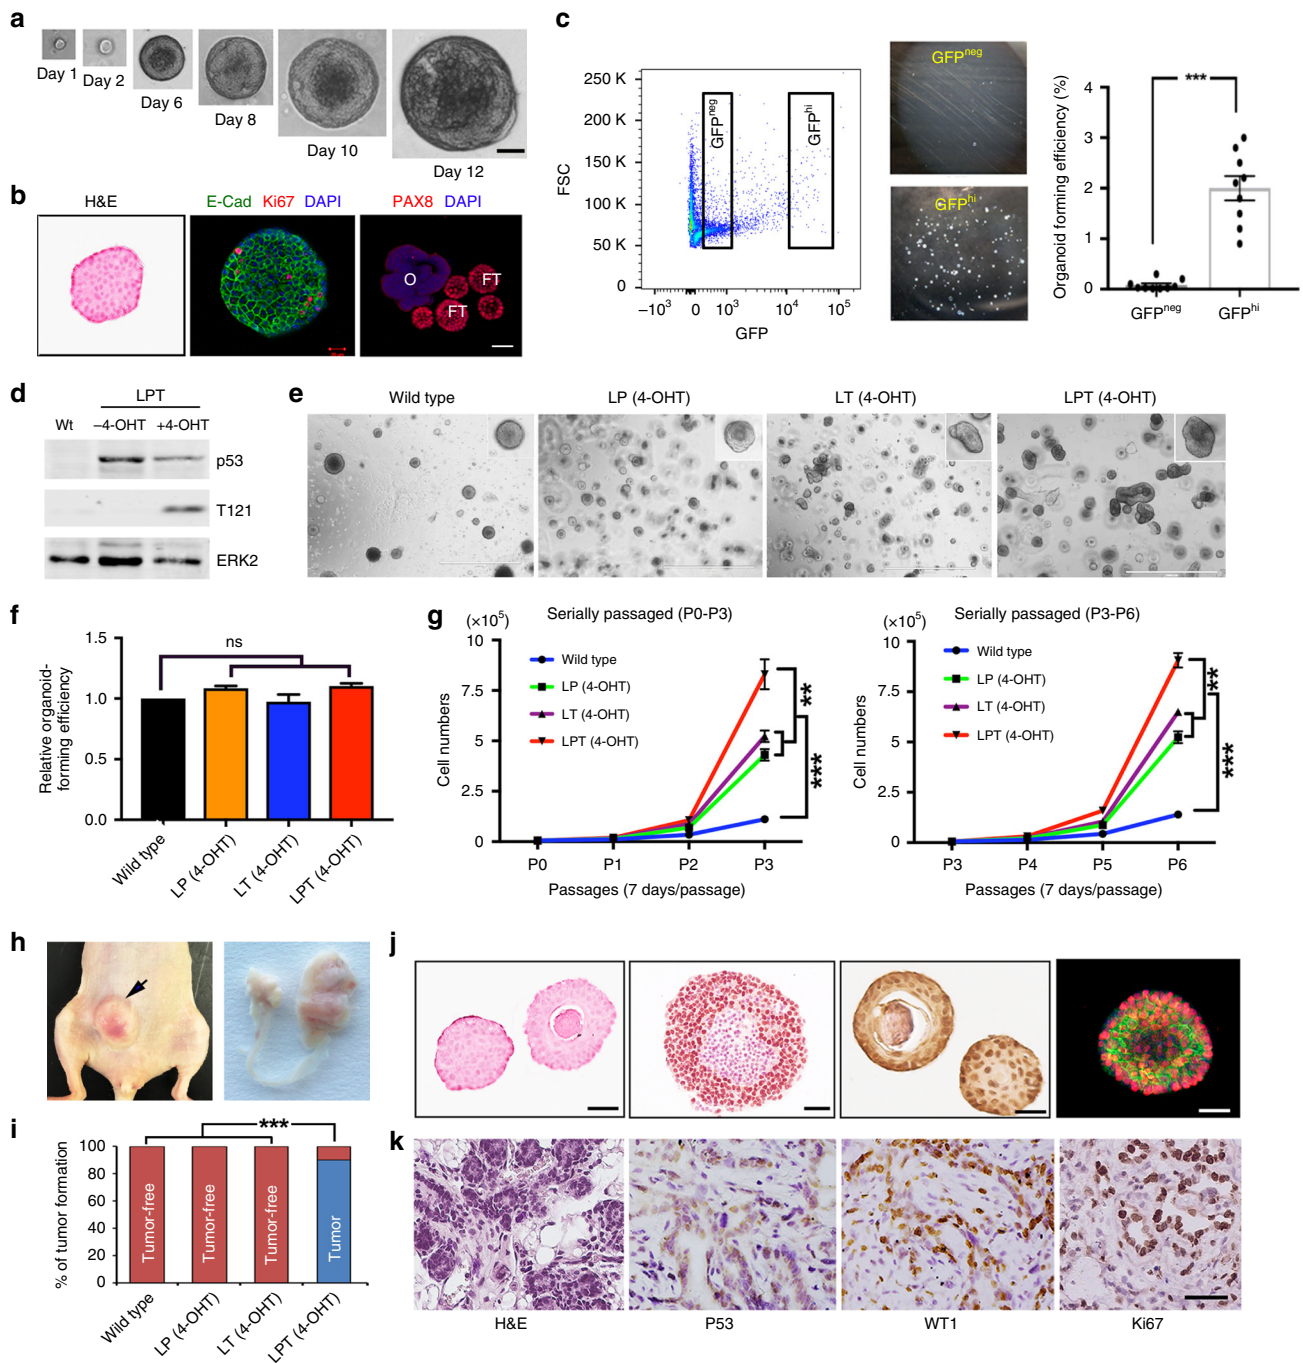 a
Day 1
Day 2
Day 6
Day 8
Day 10
Day 12
b
H&E
E-Cad Ki67 DAPI
PAX8 DAPI
O
FT
FT
c
250 K
200 K
150 K
100 K
50 K
0
FSC
GFPneg
GFPhi
−10³ 0 10³ 10⁴ 10⁵
GFP
GFPneg
GFPhi
Organoid forming efficiency (%)
4
3
2
1
0
***
GFPneg GFPhi
d
LPT
Wt −4-OHT +4-OHT
p53
T121
ERK2
e
Wild type
LP (4-OHT)
LT (4-OHT)
LPT (4-OHT)
f
Relative organoid-
forming efficiency
1.5
1.0
0.5
0.0
ns
Wild type
LP (4-OHT)
LT (4-OHT)
LPT (4-OHT)
g
(×10⁵)
Serially passaged (P0-P3)
10
7.5
5
2.5
0
Cell numbers
Wild type
LP (4-OHT)
LT (4-OHT)
LPT (4-OHT)
**
***
P0 P1 P2 P3
Passages (7 days/passage)
(×10⁵)
Serially passaged (P3-P6)
10
7.5
5
2.5
0
Cell numbers
Wild type
LP (4-OHT)
LT (4-OHT)
LPT (4-OHT)
***
***
P3 P4 P5 P6
Passages (7 days/passage)
h
i
% of tumor formation
100
80
60
40
20
0
***
Tumor-free
Tumor-free
Tumor-free
Tumor
Wild type
LP (4-OHT)
LT (4-OHT)
LPT (4-OHT)
j
k
H&E
P53
WT1
Ki67